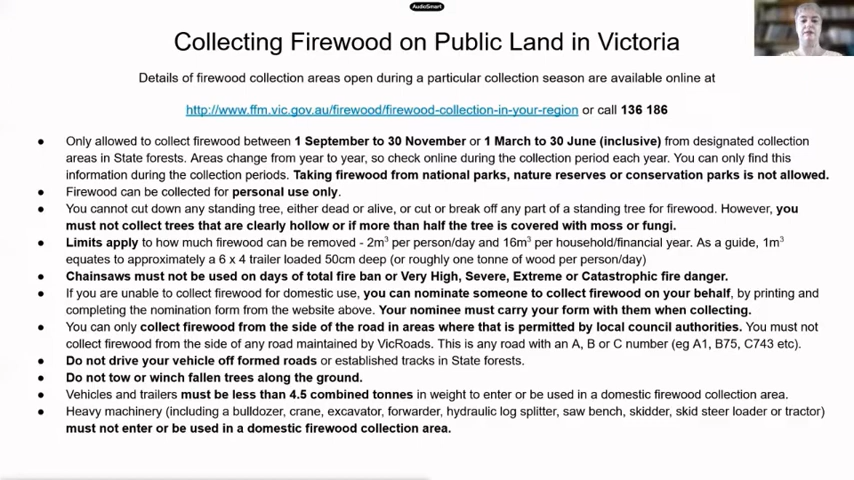 AudioSmart
Collecting Firewood on Public Land in Victoria
Details of firewood collection areas open during a particular collection season are available online at
http://www.ffm.vic.gov.au/firewood/firewood-collection-in-your-region or call 136 186
● Only allowed to collect firewood between 1 September to 30 November or 1 March to 30 June (inclusive) from designated collection
areas in State forests. Areas change from year to year, so check online during the collection period each year. You can only find this
information during the collection periods. Taking firewood from national parks, nature reserves or conservation parks is not allowed.
● Firewood can be collected for personal use only.
● You cannot cut down any standing tree, either dead or alive, or cut or break off any part of a standing tree for firewood. However, you
must not collect trees that are clearly hollow or if more than half the tree is covered with moss or fungi.
● Limits apply to how much firewood can be removed - 2m³ per person/day and 16m³ per household/financial year. As a guide, 1m³
equates to approximately a 6 x 4 trailer loaded 50cm deep (or roughly one tonne of wood per person/day)
● Chainsaws must not be used on days of total fire ban or Very High, Severe, Extreme or Catastrophic fire danger.
● If you are unable to collect firewood for domestic use, you can nominate someone to collect firewood on your behalf, by printing and
completing the nomination form from the website above. Your nominee must carry your form with them when collecting.
● You can only collect firewood from the side of the road in areas where that is permitted by local council authorities. You must not
collect firewood from the side of any road maintained by VicRoads. This is any road with an A, B or C number (eg A1, B75, C743 etc).
● Do not drive your vehicle off formed roads or established tracks in State forests.
● Do not tow or winch fallen trees along the ground.
● Vehicles and trailers must be less than 4.5 combined tonnes in weight to enter or be used in a domestic firewood collection area.
● Heavy machinery (including a bulldozer, crane, excavator, forwarder, hydraulic log splitter, saw bench, skidder, skid steer loader or tractor)
must not enter or be used in a domestic firewood collection area.